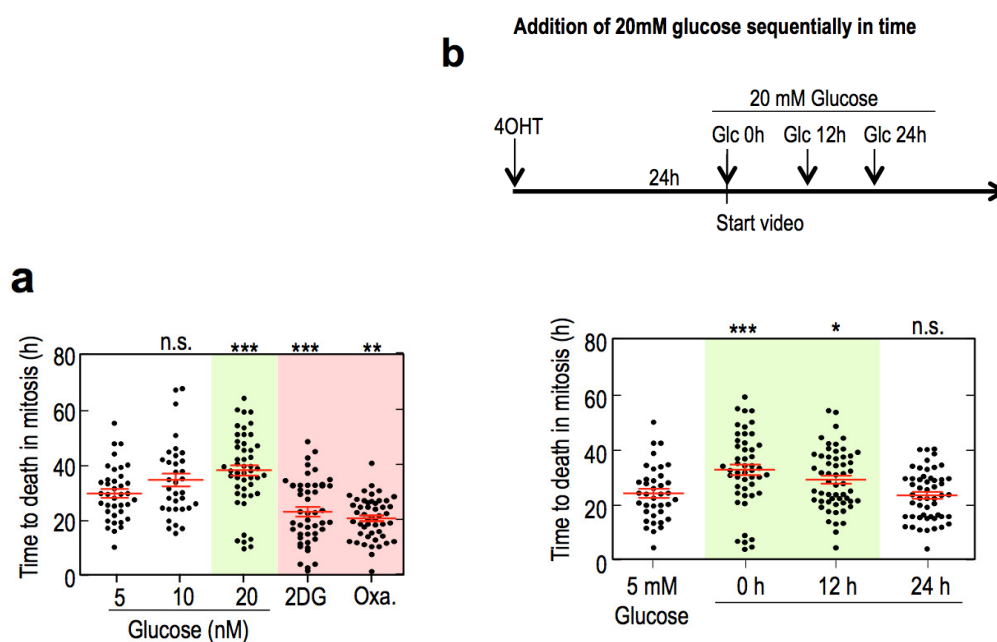 Addition of 20mM glucose sequentially in time
b
20 mM Glucose
4OHT
Glc 0h Glc 12h Glc 24h
24h
Start video
a
Time to death in mitosis (h)
80
60
40
20
0
n.s. *** *** **
5 10 20 2DG Oxa.
Glucose (nM)
Time to death in mitosis (h)
80
60
40
20
0
*** * n.s.
5 mM 0 h 12 h 24 h
Glucose